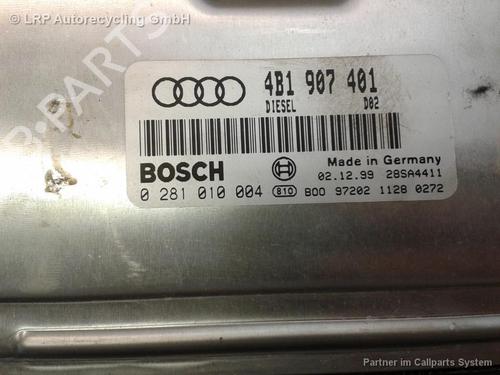 © LRP Autorecycling GmbH
4B1 907 401
DIESEL D02
BOSCH
Made in Germany
02.12.99 28SA4411
0 281 010 004 810 BOO 97202 1128 0272
B-PARTS
Partner im Callparts System